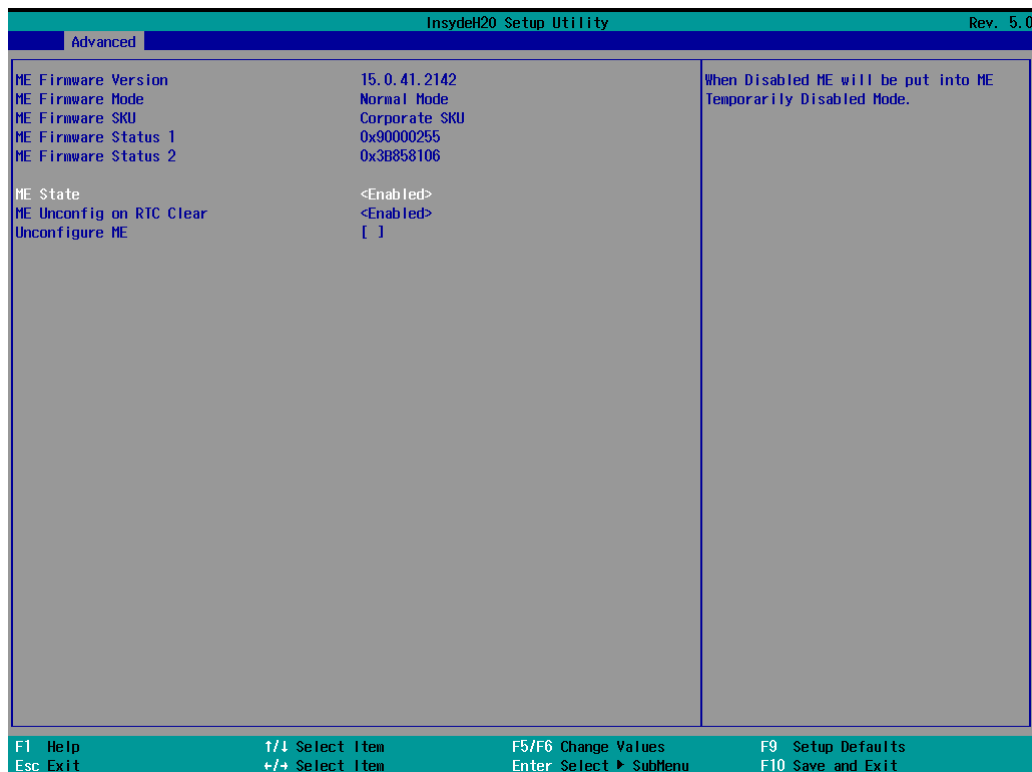 InsydeH20 Setup Utility Rev. 5.0
Advanced
ME Firmware Version 15.0.41.2142
ME Firmware Mode Normal Mode
ME Firmware SKU Corporate SKU
ME Firmware Status 1 0x90000255
ME Firmware Status 2 0x3B858106
ME State <Enabled>
ME Unconfig on RTC Clear <Enabled>
Unconfigure ME [ ]
When Disabled ME will be put into ME
Temporarily Disabled Mode.
F1 Help ↑/↓ Select Item F5/F6 Change Values F9 Setup Defaults
Esc Exit ←/→ Select Item Enter Select ▶ SubMenu F10 Save and Exit